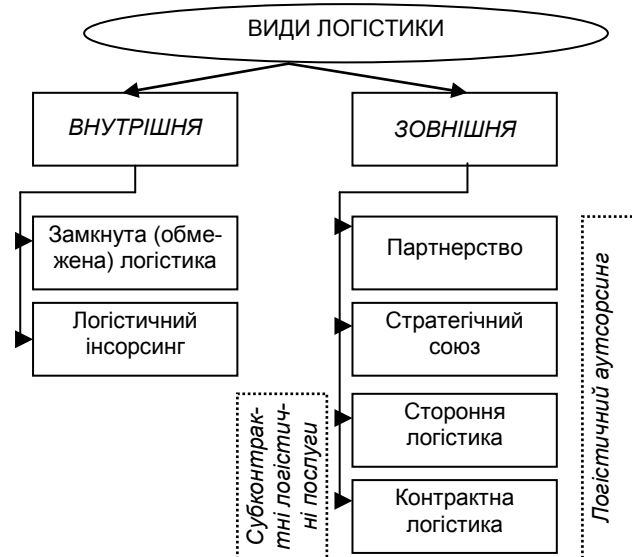 ВИДИ ЛОГІСТИКИ
ВНУТРІШНЯ
ЗОВНІШНЯ
Замкнута (обме-
жена) логістика
Логістичний
інсорсинг
Партнерство
Стратегічний
союз
Стороння
логістика
Контрактна
логістика
Субконтрак-
тні логістич-
ні послуги
Логістичний аутсорсинг